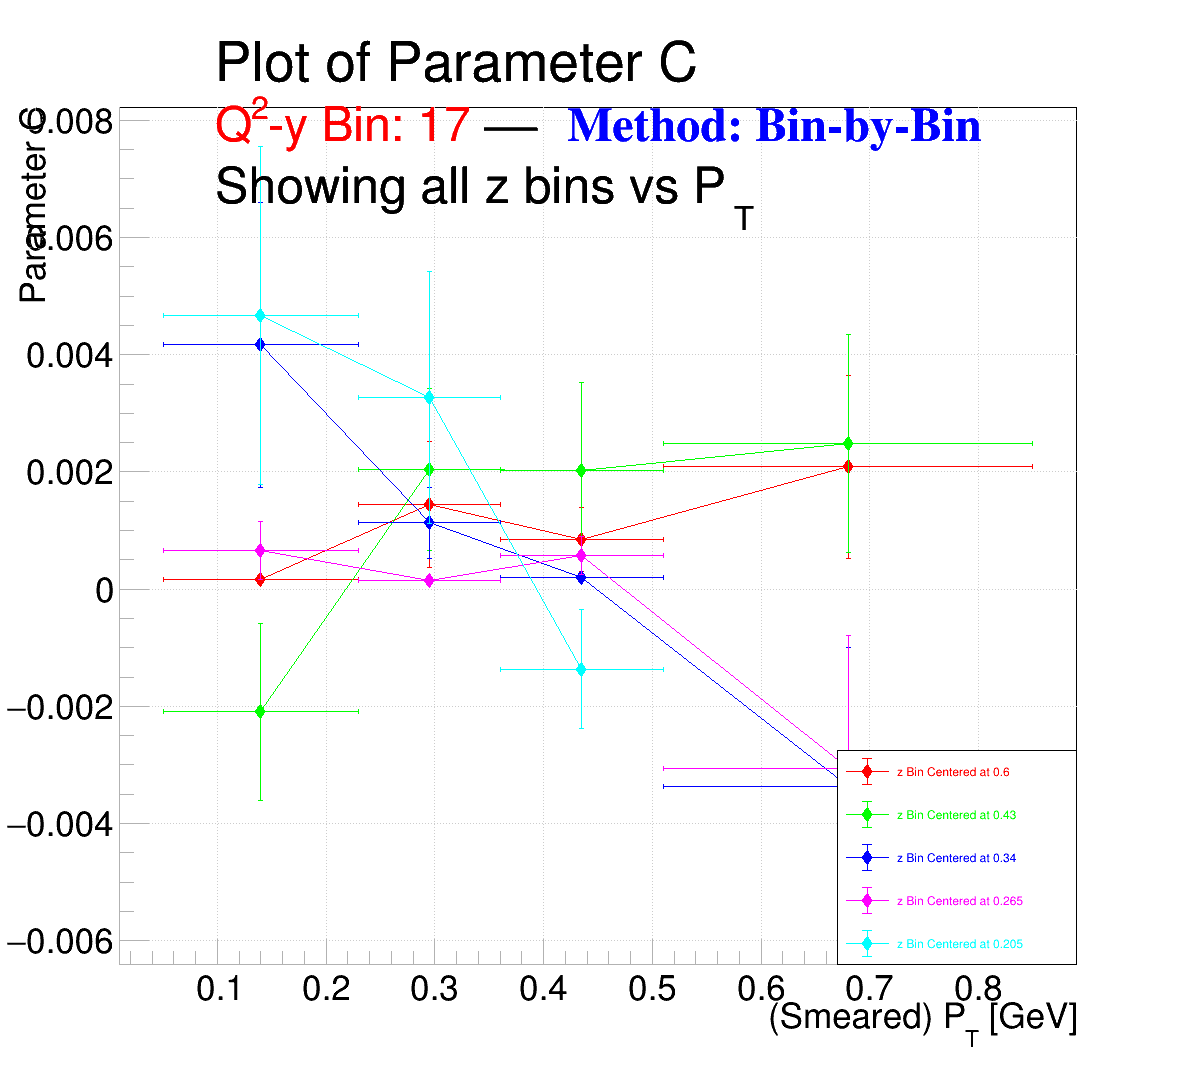 Plot of Parameter C
Q²-y Bin: 17 — Method: Bin-by-Bin
Showing all z bins vs P_T
Parameter C
0.008
0.006
0.004
0.002
0
−0.002
−0.004
−0.006
z Bin Centered at 0.6
z Bin Centered at 0.43
z Bin Centered at 0.34
z Bin Centered at 0.265
z Bin Centered at 0.205
0.1 0.2 0.3 0.4 0.5 0.6 0.7 0.8
(Smeared) P_T [GeV]